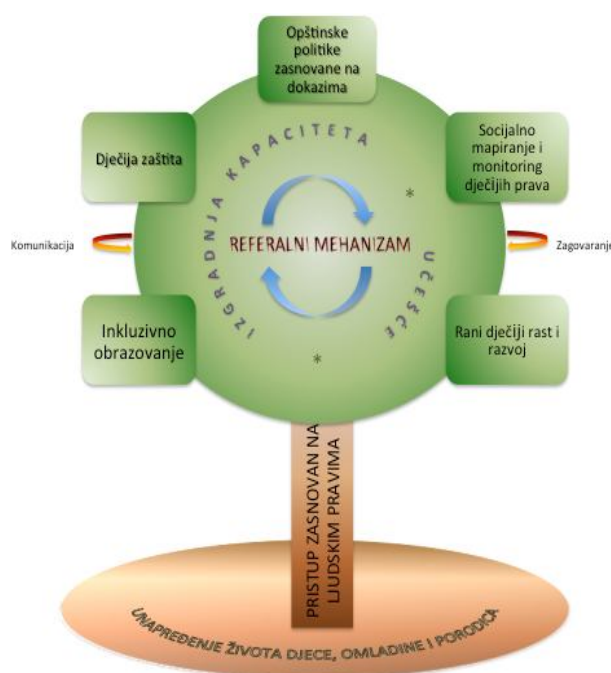 Opštinske
politike
zasnovane na
dokazima
Dječija zaštita
Socijalno
mapiranje i
monitoring
dječijih prava
IZGRADNJA KAPACITETA
*
REFERALNI MEHANIZAM
UČEŠĆE
*
Komunikacija
Zagovaranje
Inkluzivno
obrazovanje
Rani dječiji rast i
razvoj
PRISTUP ZASNOVAN NA
LJUDSKIM PRAVIMA
UNAPREĐENJE ŽIVOTA DJECE, OMLADINE I PORODICA